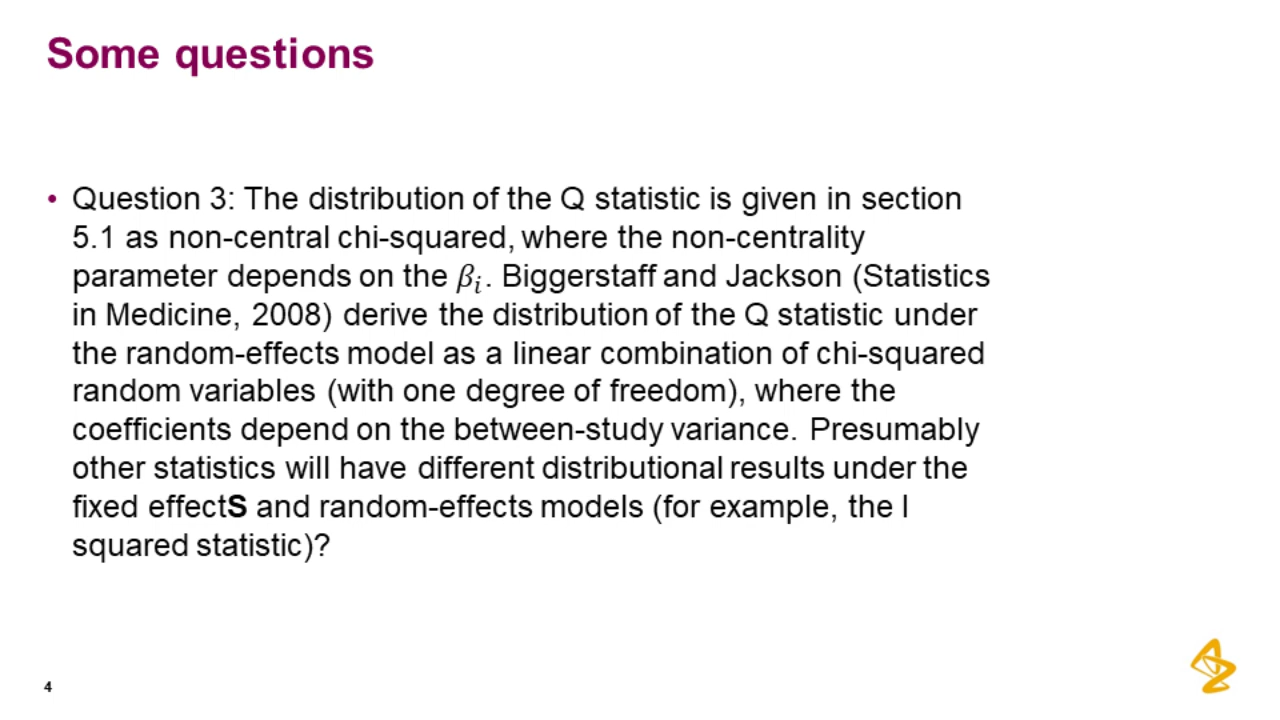 Some questions
• Question 3: The distribution of the Q statistic is given in section
5.1 as non-central chi-squared, where the non-centrality
parameter depends on the βᵢ. Biggerstaff and Jackson (Statistics
in Medicine, 2008) derive the distribution of the Q statistic under
the random-effects model as a linear combination of chi-squared
random variables (with one degree of freedom), where the
coefficients depend on the between-study variance. Presumably
other statistics will have different distributional results under the
fixed effectS and random-effects models (for example, the I
squared statistic)?
4